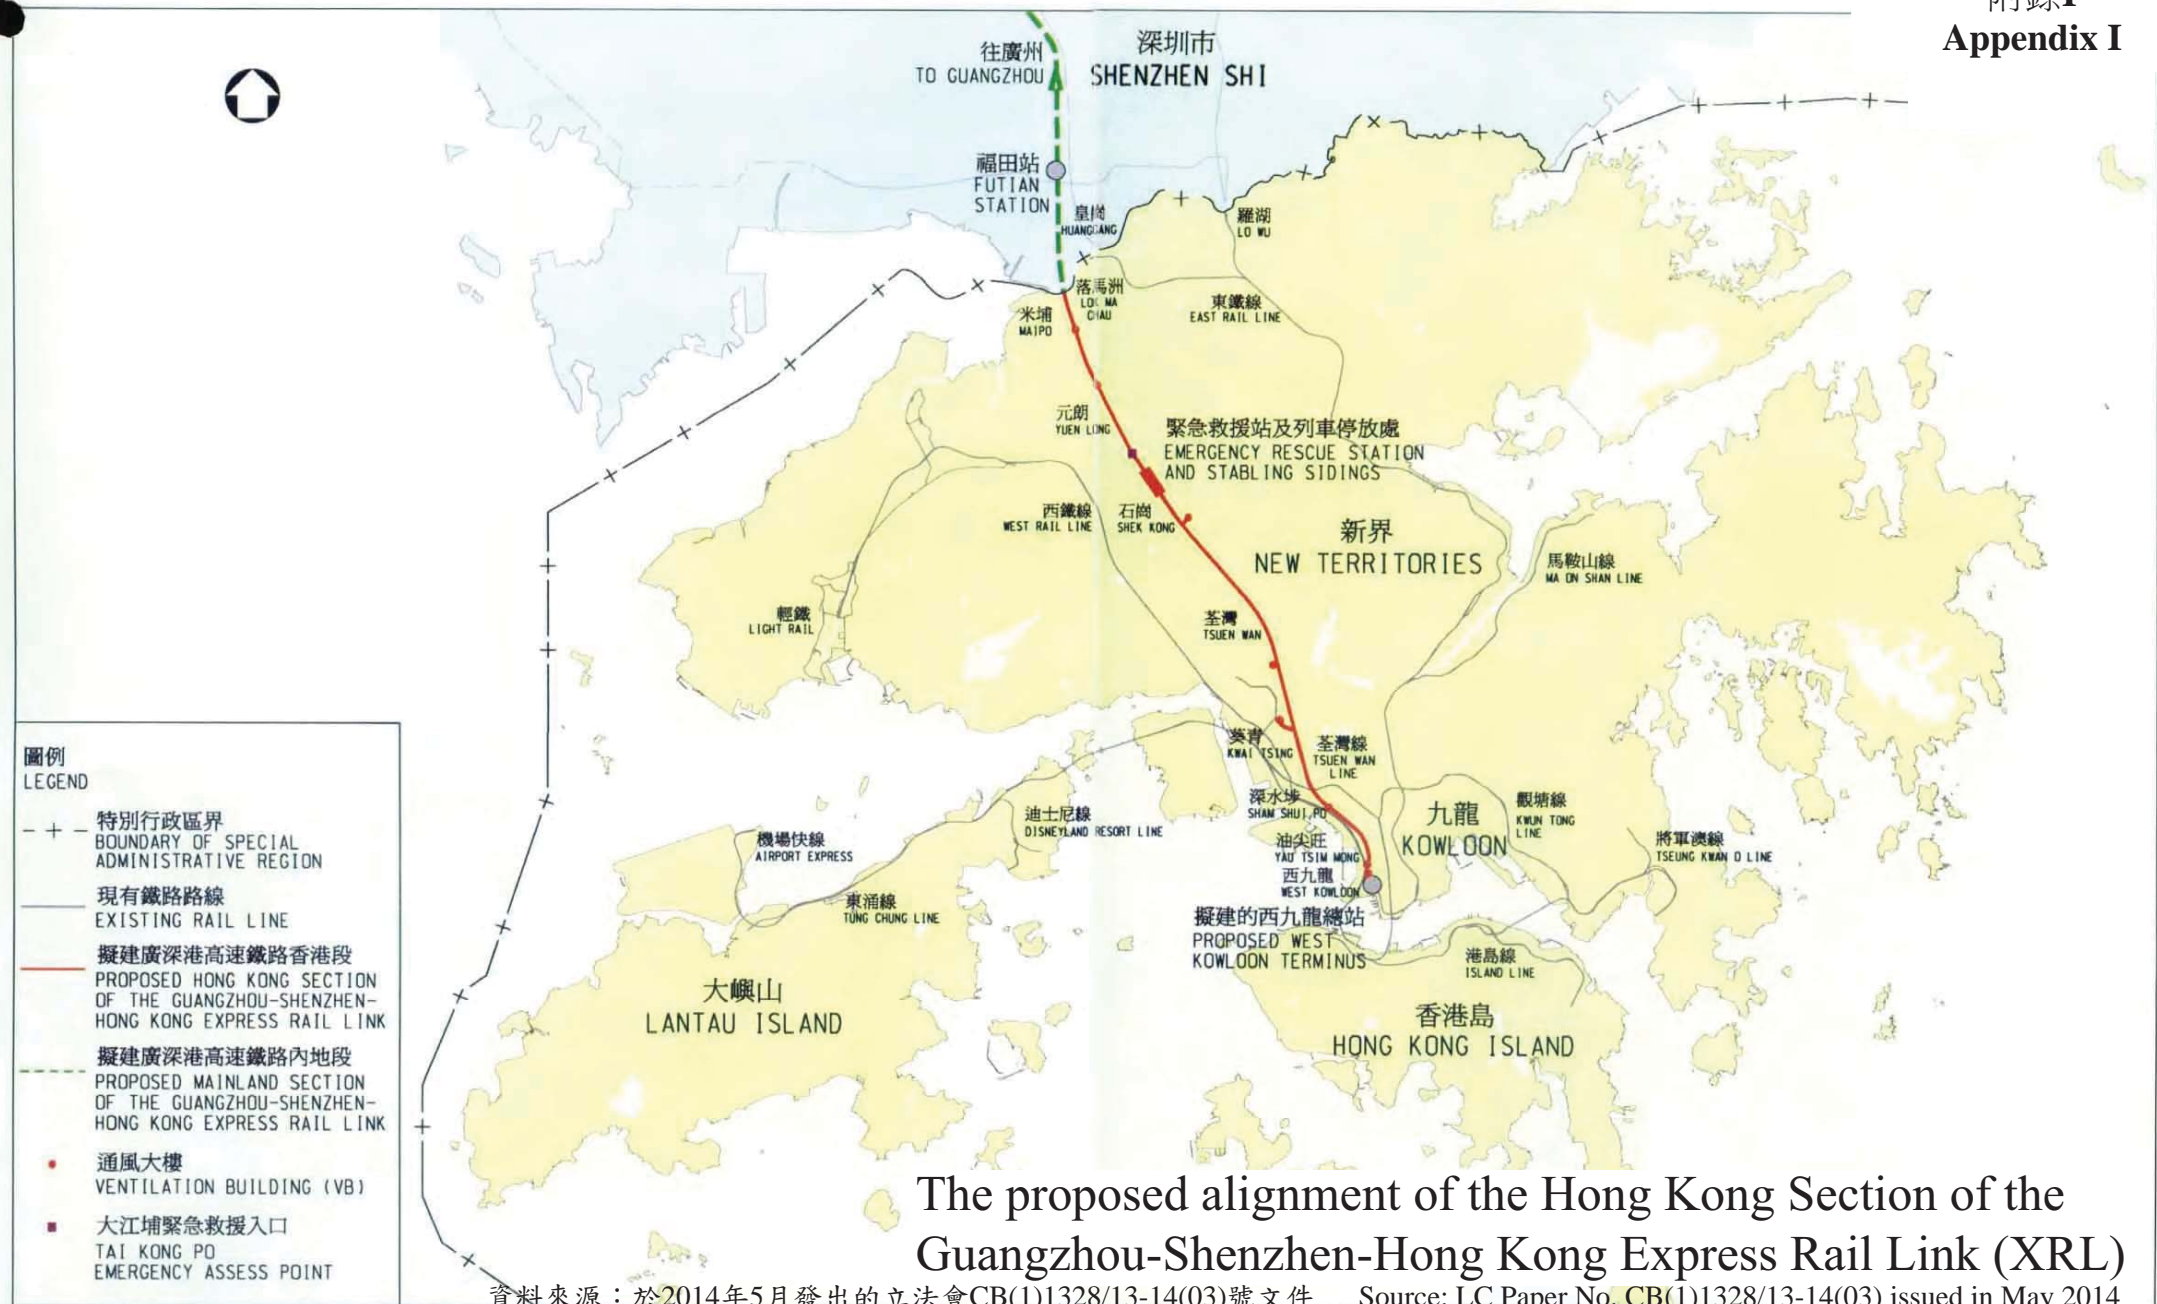 附錄I
Appendix I
往廣州
TO GUANGZHOU
深圳市
SHENZHEN SHI
福田站
FUTIAN
STATION
皇崗
HUANGGANG
羅湖
LO WU
落馬洲
LOK MA
CHAU
米埔
MAIPO
東鐵線
EAST RAIL LINE
元朗
YUEN LONG
緊急救援站及列車停放處
EMERGENCY RESCUE STATION
AND STABLING SIDINGS
西鐵線
WEST RAIL LINE
石崗
SHEK KONG
新界
NEW TERRITORIES
馬鞍山線
MA ON SHAN LINE
輕鐵
LIGHT RAIL
荃灣
TSUEN WAN
葵青
KWAI TSING
荃灣線
TSUEN WAN
LINE
深水埗
SHAM SHUI PO
九龍
KOWLOON
觀塘線
KWUN TONG
LINE
迪士尼線
DISNEYLAND RESORT LINE
機場快線
AIRPORT EXPRESS
油尖旺
YAU TSIM MONG
將軍澳線
TSEUNG KWAN O LINE
西九龍
WEST KOWLOON
東涌線
TUNG CHUNG LINE
擬建的西九龍總站
PROPOSED WEST
KOWLOON TERMINUS
港島線
ISLAND LINE
大嶼山
LANTAU ISLAND
香港島
HONG KONG ISLAND
圖例
LEGEND
特別行政區界
BOUNDARY OF SPECIAL
ADMINISTRATIVE REGION
現有鐵路路線
EXISTING RAIL LINE
擬建廣深港高速鐵路香港段
PROPOSED HONG KONG SECTION
OF THE GUANGZHOU-SHENZHEN-
HONG KONG EXPRESS RAIL LINK
擬建廣深港高速鐵路內地段
PROPOSED MAINLAND SECTION
OF THE GUANGZHOU-SHENZHEN-
HONG KONG EXPRESS RAIL LINK
通風大樓
VENTILATION BUILDING (VB)
大江埔緊急救援入口
TAI KONG PO
EMERGENCY ASSESS POINT
The proposed alignment of the Hong Kong Section of the
Guangzhou-Shenzhen-Hong Kong Express Rail Link (XRL)
資料來源：於2014年5月發出的立法會CB(1)1328/13-14(03)號文件 Source: LC Paper No. CB(1)1328/13-14(03) issued in May 2014